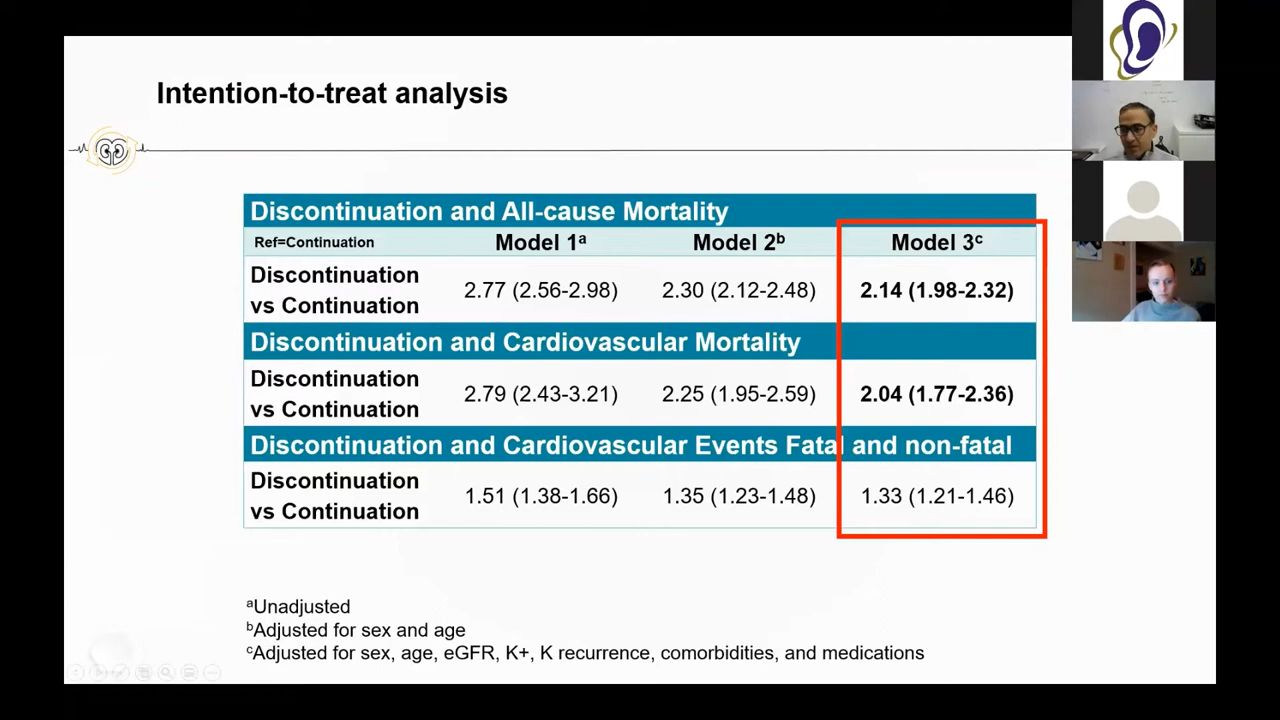 Intention-to-treat analysis
Discontinuation and All-cause Mortality
Ref=Continuation Model 1ᵃ Model 2ᵇ Model 3ᶜ
Discontinuation
vs Continuation 2.77 (2.56-2.98) 2.30 (2.12-2.48) 2.14 (1.98-2.32)
Discontinuation and Cardiovascular Mortality
Discontinuation
vs Continuation 2.79 (2.43-3.21) 2.25 (1.95-2.59) 2.04 (1.77-2.36)
Discontinuation and Cardiovascular Events Fatal and non-fatal
Discontinuation
vs Continuation 1.51 (1.38-1.66) 1.35 (1.23-1.48) 1.33 (1.21-1.46)
ᵃUnadjusted
ᵇAdjusted for sex and age
ᶜAdjusted for sex, age, eGFR, K+, K recurrence, comorbidities, and medications